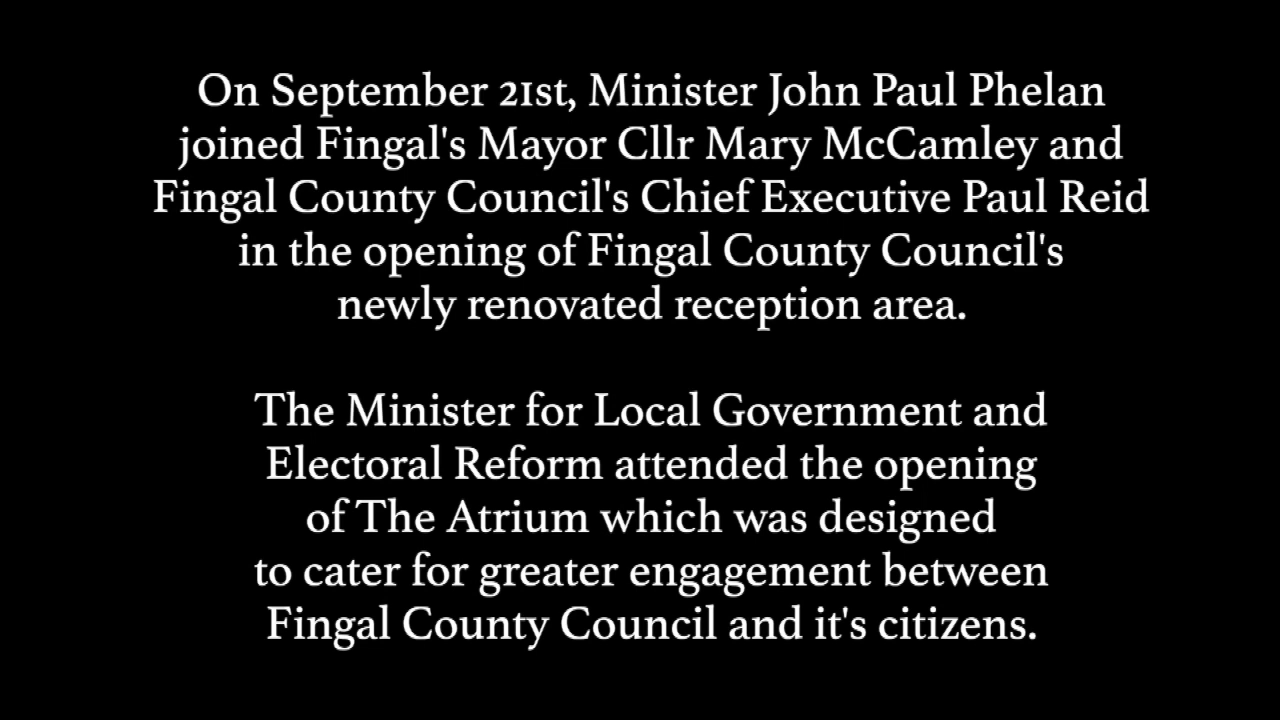 On September 21st, Minister John Paul Phelan
joined Fingal's Mayor Cllr Mary McCamley and
Fingal County Council's Chief Executive Paul Reid
in the opening of Fingal County Council's
newly renovated reception area.
The Minister for Local Government and
Electoral Reform attended the opening
of The Atrium which was designed
to cater for greater engagement between
Fingal County Council and it's citizens.